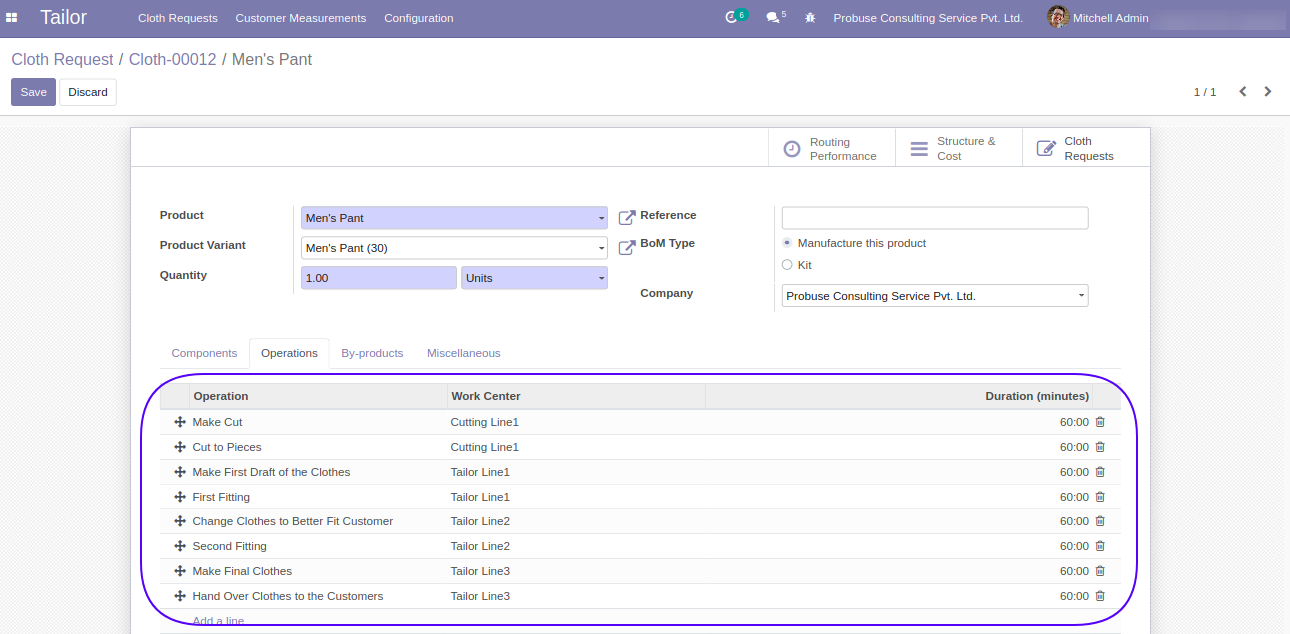 Tailor Cloth Requests Customer Measurements Configuration 6 5 Probuse Consulting Service Pvt. Ltd. Mitchell Admin
Cloth Request / Cloth-00012 / Men's Pant
Save Discard 1 / 1
Routing Performance
Structure & Cost
Cloth Requests
Product Men's Pant
Product Variant Men's Pant (30)
Quantity 1.00 Units
Reference
BoM Type Manufacture this product
Kit
Company Probuse Consulting Service Pvt. Ltd.
Components Operations By-products Miscellaneous
Operation Work Center Duration (minutes)
Make Cut Cutting Line1 60:00
Cut to Pieces Cutting Line1 60:00
Make First Draft of the Clothes Tailor Line1 60:00
First Fitting Tailor Line1 60:00
Change Clothes to Better Fit Customer Tailor Line2 60:00
Second Fitting Tailor Line2 60:00
Make Final Clothes Tailor Line3 60:00
Hand Over Clothes to the Customers Tailor Line3 60:00
Add a line